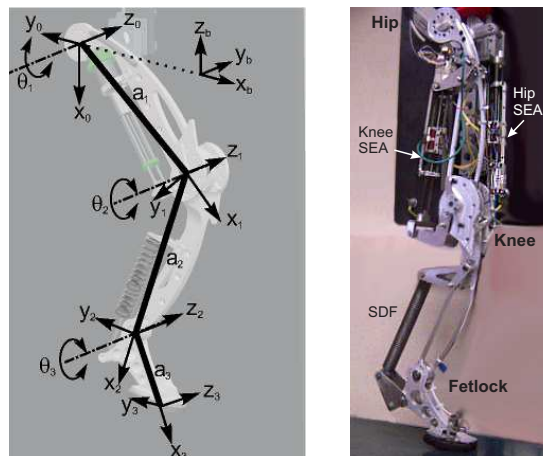 y0
z0
zb
yb
xb
θ1
x0
a1
z1
θ2
y1
x1
a2
y2
z2
θ3
x2
a3
y3
z3
x3
Hip
Knee
SEA
Hip
SEA
Knee
SDF
Fetlock